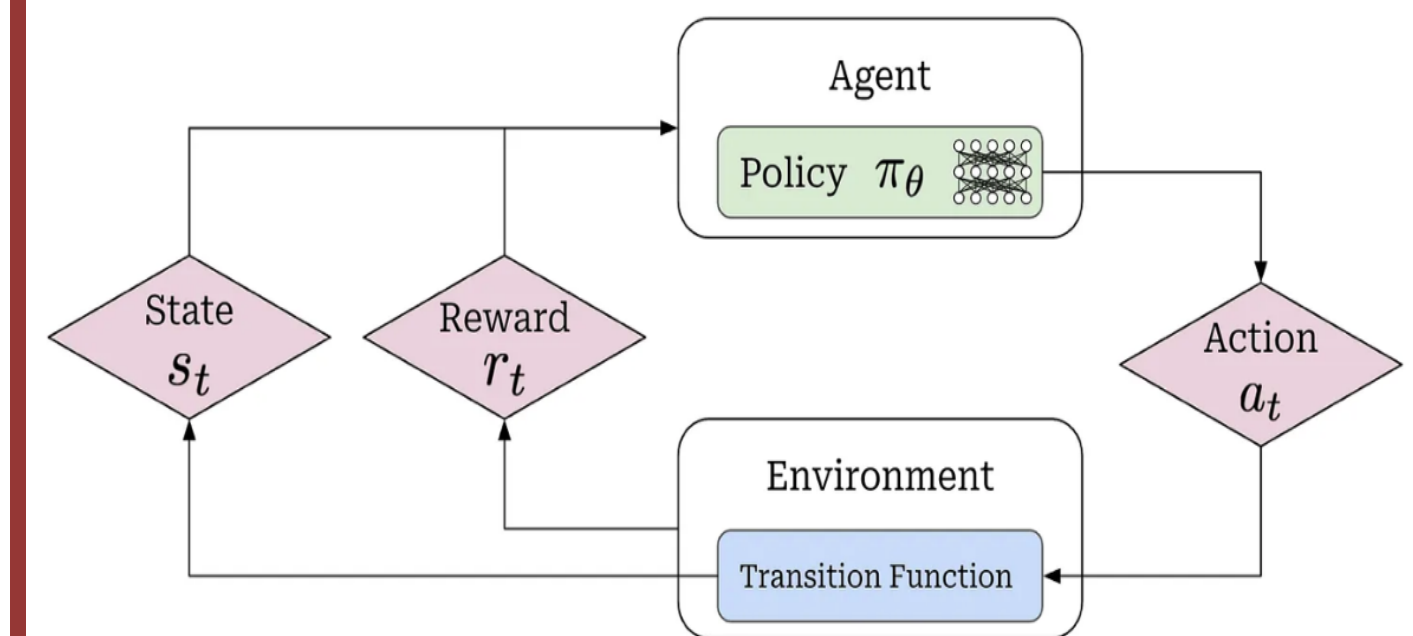 Agent
Policy π_θ
State
s_t
Reward
r_t
Action
a_t
Environment
Transition Function